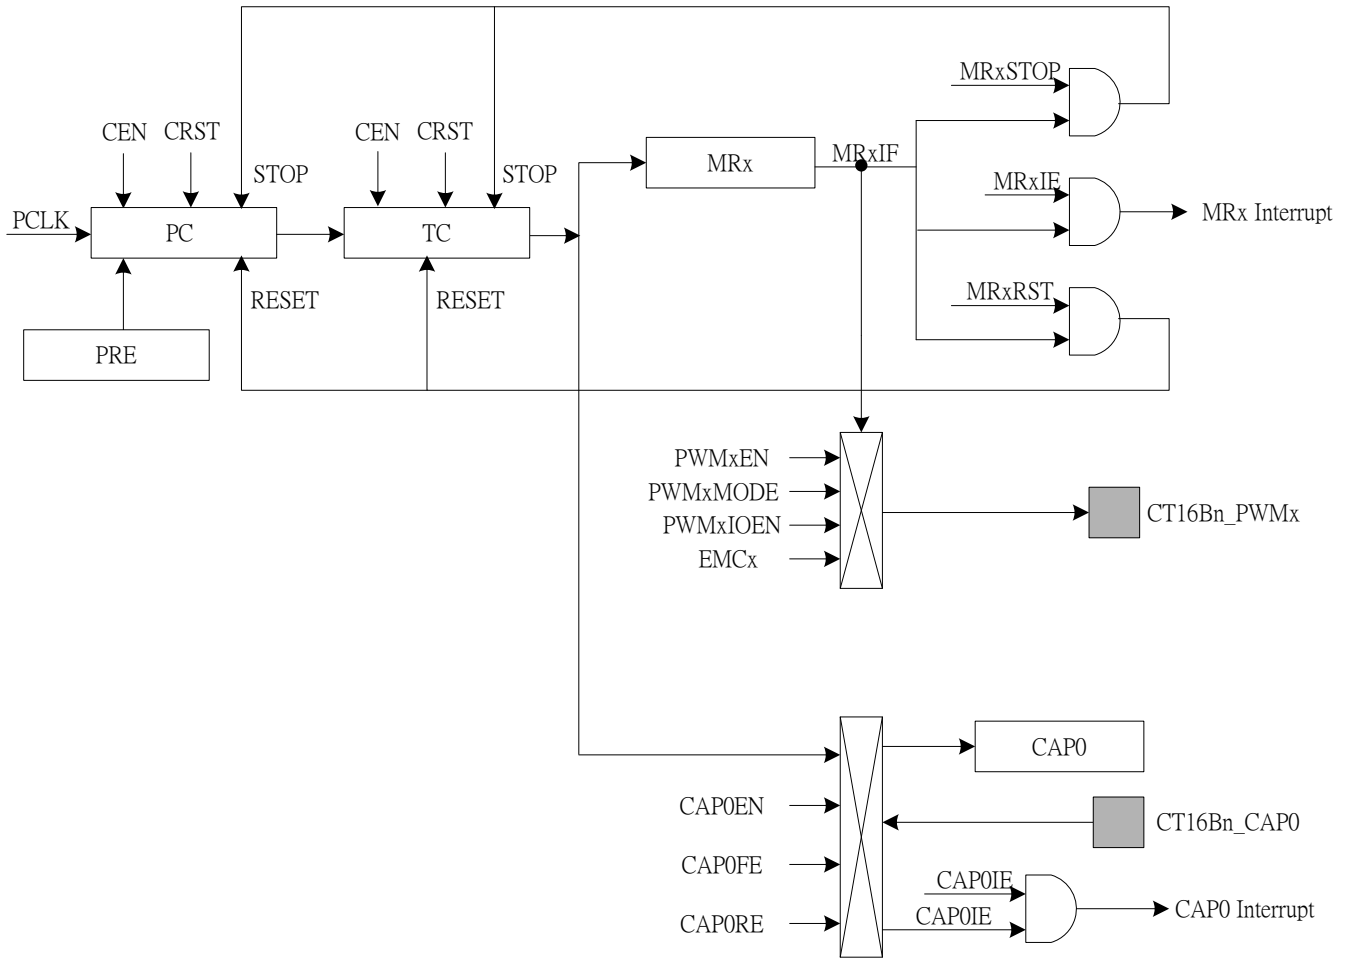 MRxSTOP
CEN
CRST
CEN
CRST
MRx
MRxIF
STOP
STOP
MRxIE
PCLK
PC
TC
MRx Interrupt
RESET
RESET
MRxRST
PRE
PWMxEN
PWMxMODE
PWMxIOEN
CT16Bn_PWMx
EMCx
CAP0
CAP0EN
CT16Bn_CAP0
CAP0FE
CAP0IE
CAP0RE
CAP0IE
CAP0 Interrupt